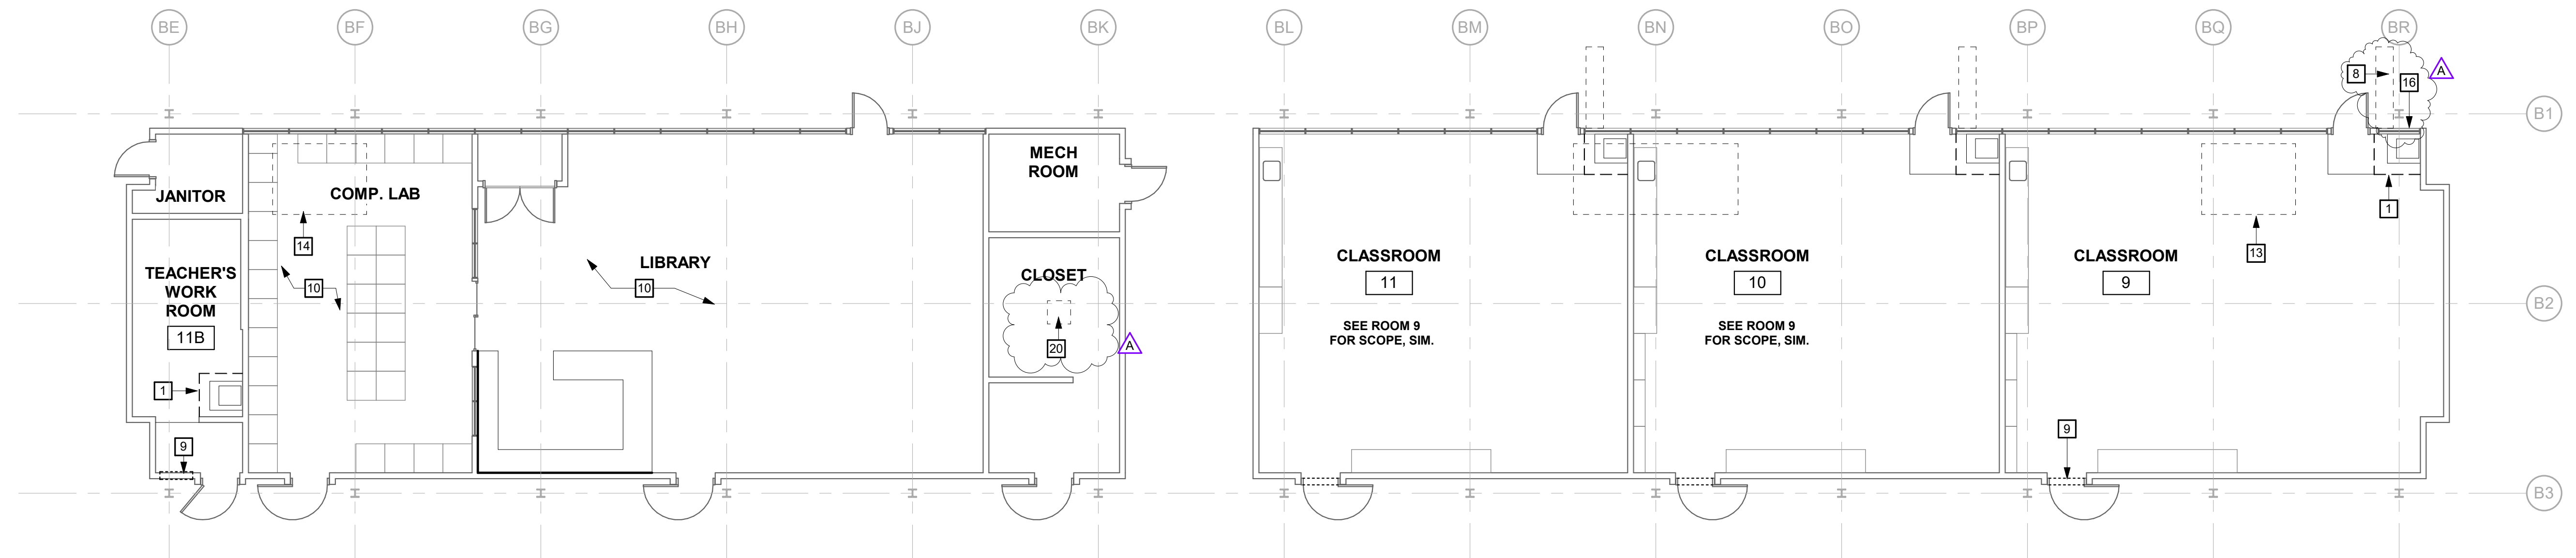 BE BF BG BH BJ BK BL BM BN BO BP BQ BR
8
16
A
B1
MECH
ROOM
JANITOR
COMP. LAB
1
14
13
CLASSROOM
11
CLASSROOM
10
CLASSROOM
9
LIBRARY
TEACHER'S
WORK
ROOM
11B
10
10
CLOSET
20
A
B2
SEE ROOM 9
FOR SCOPE, SIM.
SEE ROOM 9
FOR SCOPE, SIM.
1
9
9
B3